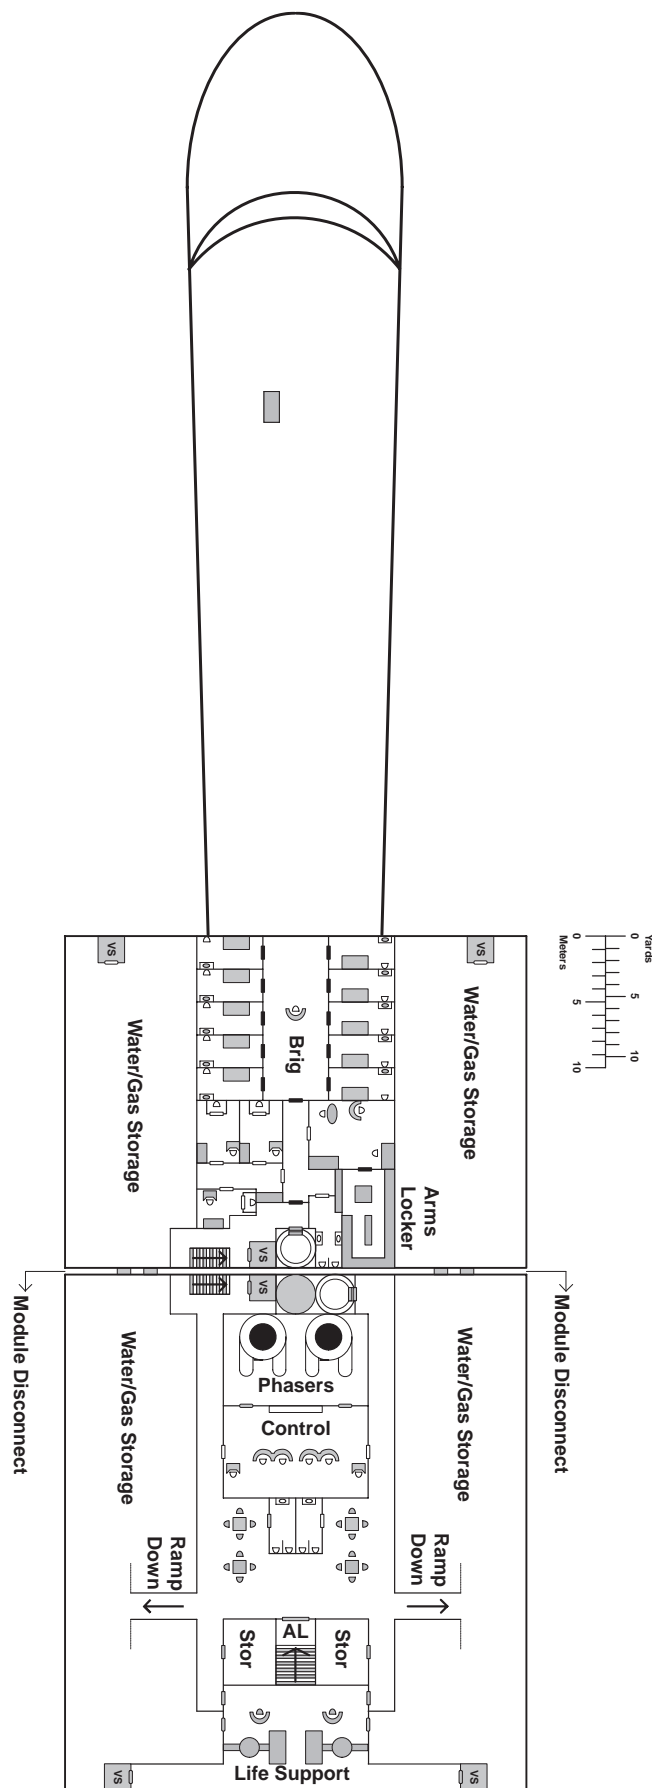 Yards
0
5
10
0
5
10
Meters
VS
VS
Water/Gas Storage
Brig
Water/Gas Storage
Arms
Locker
VS
VS
Module Disconnect
Module Disconnect
Water/Gas Storage
Water/Gas Storage
Phasers
Control
Ramp
Down
Ramp
Down
Stor
AL
Stor
Life Support
VS
VS